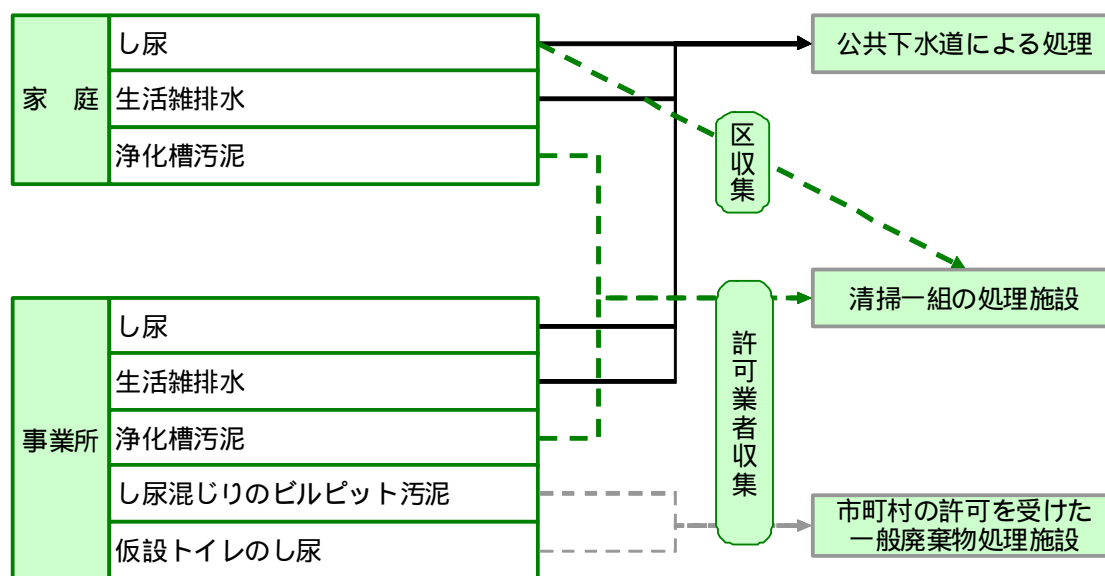 家　庭
し尿
生活雑排水
浄化槽汚泥
事業所
し尿
生活雑排水
浄化槽汚泥
し尿混じりのビルピット汚泥
仮設トイレのし尿
区収集
許可業者収集
公共下水道による処理
清掃一組の処理施設
市町村の許可を受けた
一般廃棄物処理施設